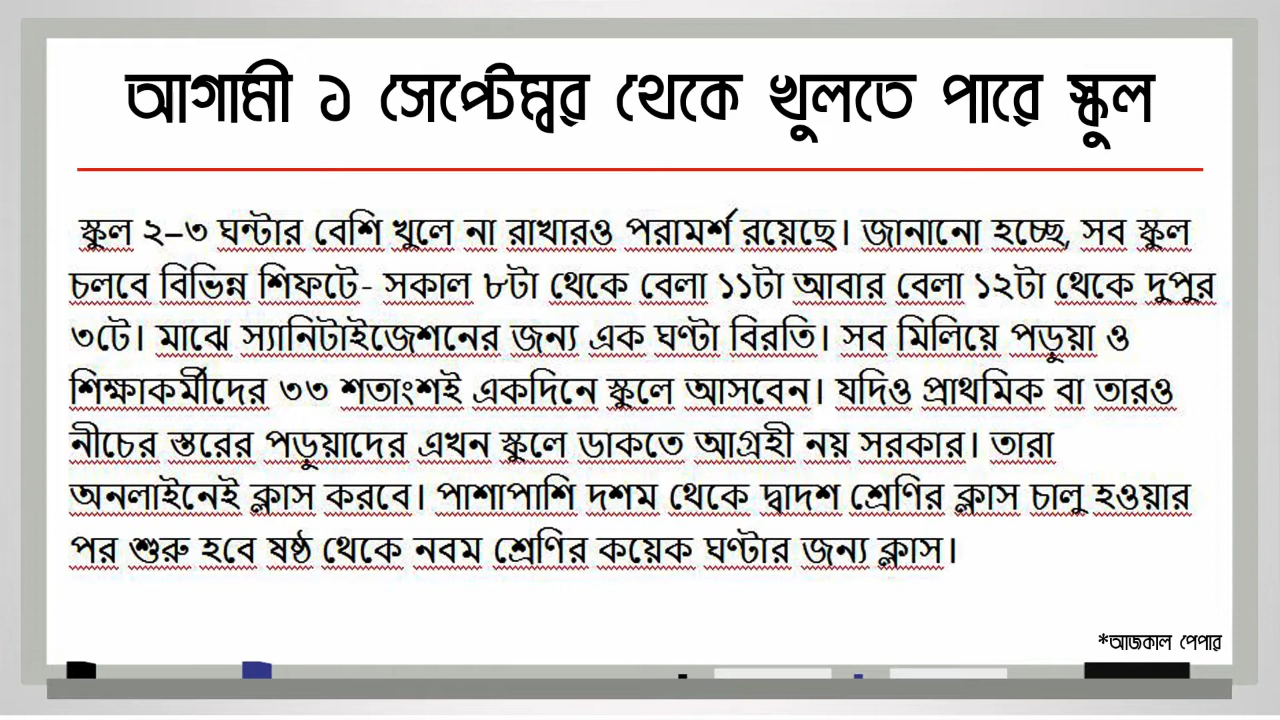 আগামী ১ সেপ্টেম্বর থেকে খুলতে পারে স্কুল
স্কুল ২–৩ ঘন্টার বেশি খুলে না রাখারও পরামর্শ রয়েছে। জানানো হচ্ছে, সব স্কুল
চলবে বিভিন্ন শিফটে- সকাল ৮টা থেকে বেলা ১১টা আবার বেলা ১২টা থেকে দুপুর
৩টে। মাঝে স্যানিটাইজেশনের জন্য এক ঘণ্টা বিরতি। সব মিলিয়ে পড়ুয়া ও
শিক্ষাকর্মীদের ৩৩ শতাংশই একদিনে স্কুলে আসবেন। যদিও প্রাথমিক বা তারও
নীচের স্তরের পড়ুয়াদের এখন স্কুলে ডাকতে আগ্রহী নয় সরকার। তারা
অনলাইনেই ক্লাস করবে। পাশাপাশি দশম থেকে দ্বাদশ শ্রেণির ক্লাস চালু হওয়ার
পর শুরু হবে ষষ্ঠ থেকে নবম শ্রেণির কয়েক ঘণ্টার জন্য ক্লাস।
*আজকাল পেপার